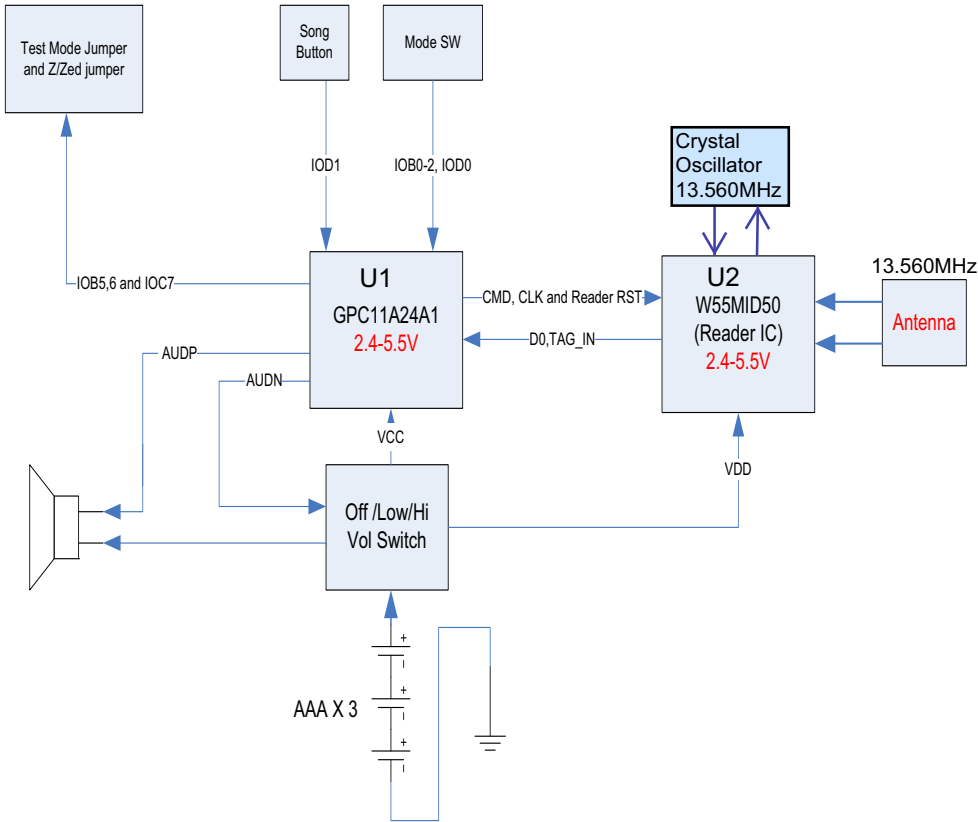 Test Mode Jumper
and Z/Zed jumper
Song
Button
Mode SW
Crystal
Oscillator
13.560MHz
IOD1
IOB0-2, IOD0
IOB5,6 and IOC7
U1
GPC11A24A1
2.4-5.5V
CMD, CLK and Reader RST
D0,TAG_IN
U2
W55MID50
(Reader IC)
2.4-5.5V
13.560MHz
Antenna
AUDP
AUDN
VCC
VDD
Off /Low/Hi
Vol Switch
+
−
+
−
+
−
AAA X 3